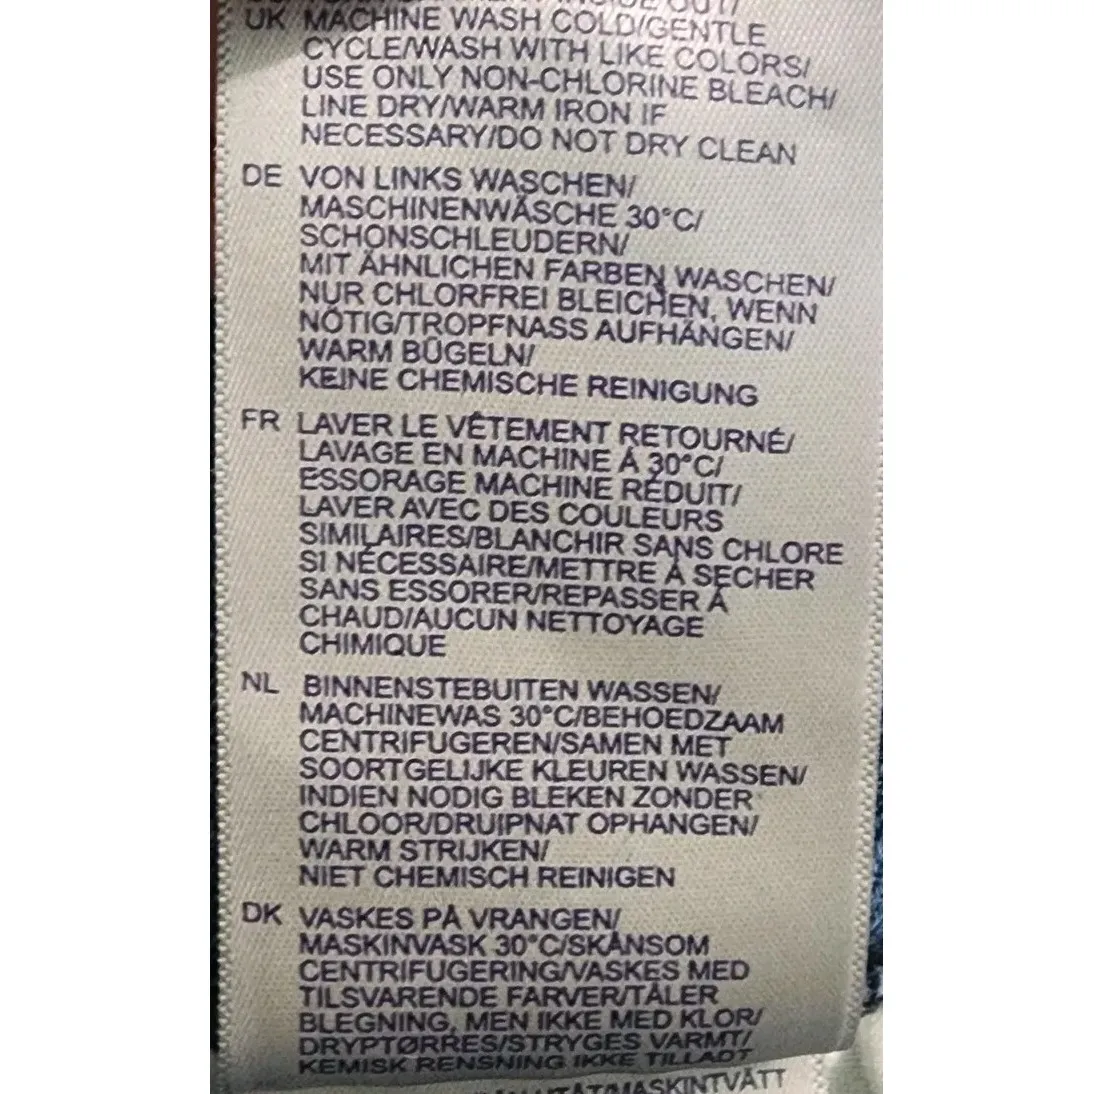 INSIDE OUT/
UK MACHINE WASH COLD/GENTLE
CYCLE/WASH WITH LIKE COLORS/
USE ONLY NON-CHLORINE BLEACH/
LINE DRY/WARM IRON IF
NECESSARY/DO NOT DRY CLEAN
DE VON LINKS WASCHEN/
MASCHINENWÄSCHE 30°C/
SCHONSCHLEUDERN/
MIT ÄHNLICHEN FARBEN WASCHEN/
NUR CHLORFREI BLEICHEN, WENN
NÖTIG/TROPFNASS AUFHÄNGEN/
WARM BÜGELN/
KEINE CHEMISCHE REINIGUNG
FR LAVER LE VÊTEMENT RETOURNÉ/
LAVAGE EN MACHINE À 30°C/
ESSORAGE MACHINE RÉDUIT/
LAVER AVEC DES COULEURS
SIMILAIRES/BLANCHIR SANS CHLORE
SI NÉCESSAIRE/METTRE À SECHER
SANS ESSORER/REPASSER À
CHAUD/AUCUN NETTOYAGE
CHIMIQUE
NL BINNENSTEBUITEN WASSEN/
MACHINEWAS 30°C/BEHOEDZAAM
CENTRIFUGEREN/SAMEN MET
SOORTGELIJKE KLEUREN WASSEN/
INDIEN NODIG BLEKEN ZONDER
CHLOOR/DRUIPNAT OPHANGEN/
WARM STRIJKEN/
NIET CHEMISCH REINIGEN
DK VASKES PÅ VRANGEN/
MASKINVASK 30°C/SKÅNSOM
CENTRIFUGERING/VASKES MED
TILSVARENDE FARVER/TÅLER
BLEGNING, MEN IKKE MED KLOR/
DRYPTØRRES/STRYGES VARMT/
KEMISK RENSNING IKKE TILLADT